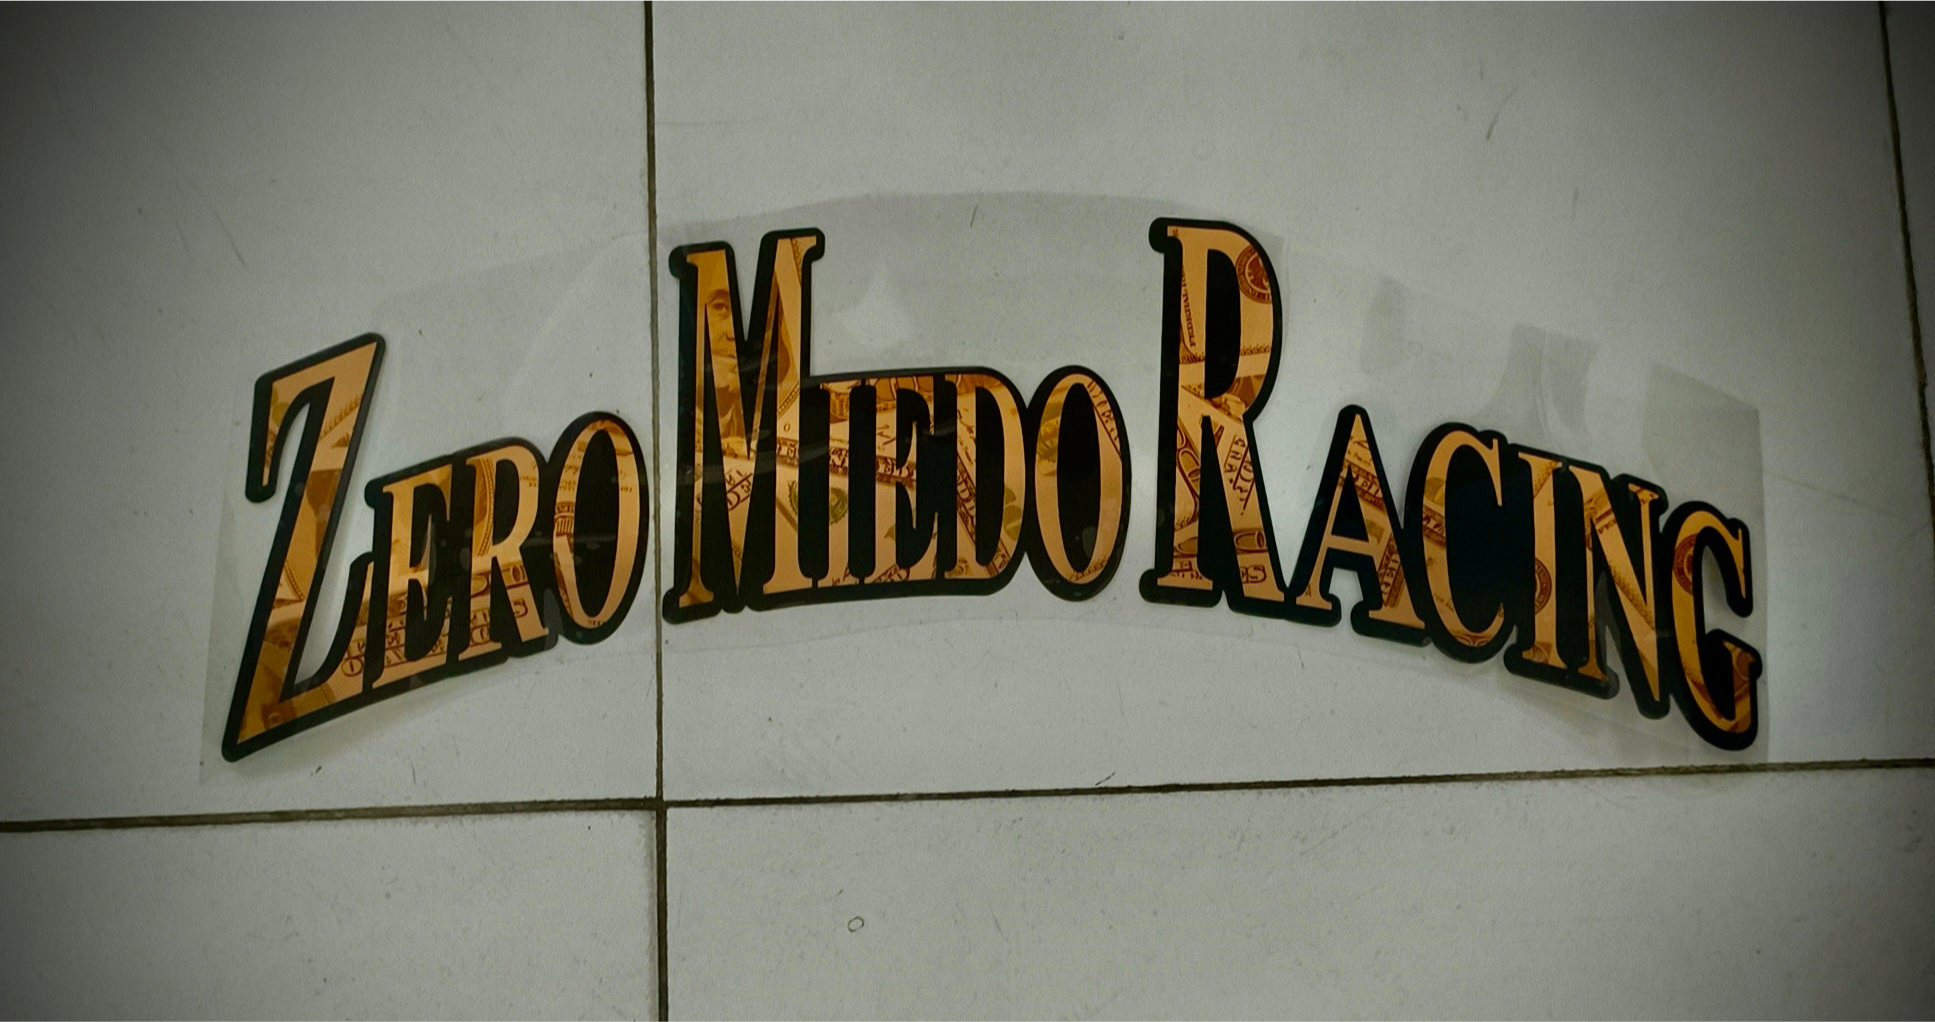 ZERO MIEDO RACING